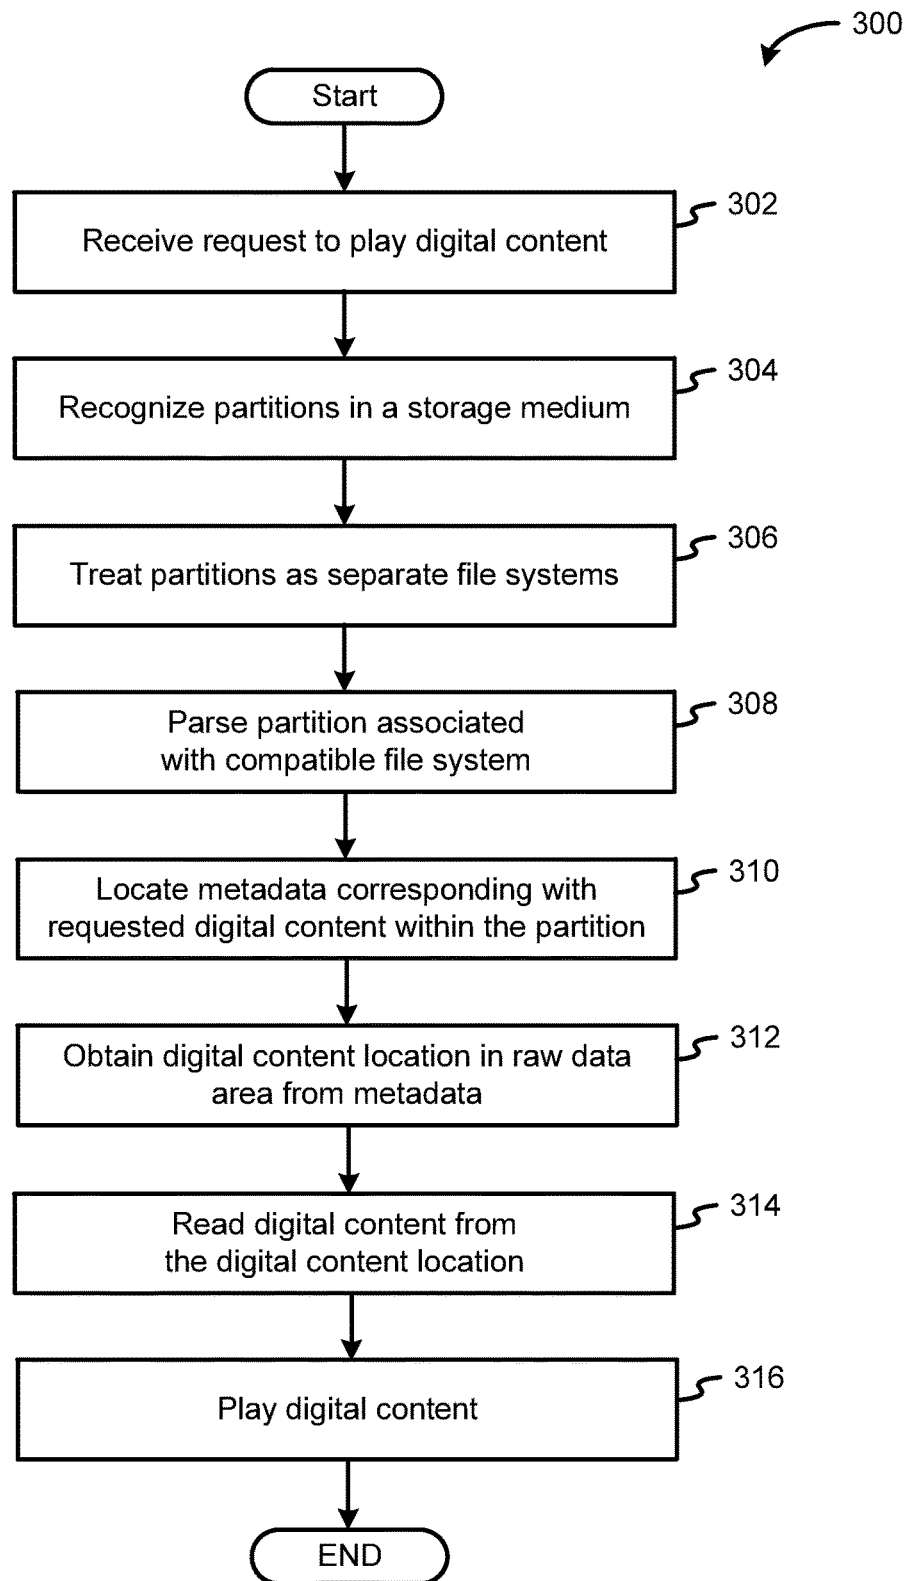 300
Start
302
Receive request to play digital content
304
Recognize partitions in a storage medium
306
Treat partitions as separate file systems
308
Parse partition associated
with compatible file system
310
Locate metadata corresponding with
requested digital content within the partition
312
Obtain digital content location in raw data
area from metadata
314
Read digital content from
the digital content location
316
Play digital content
END